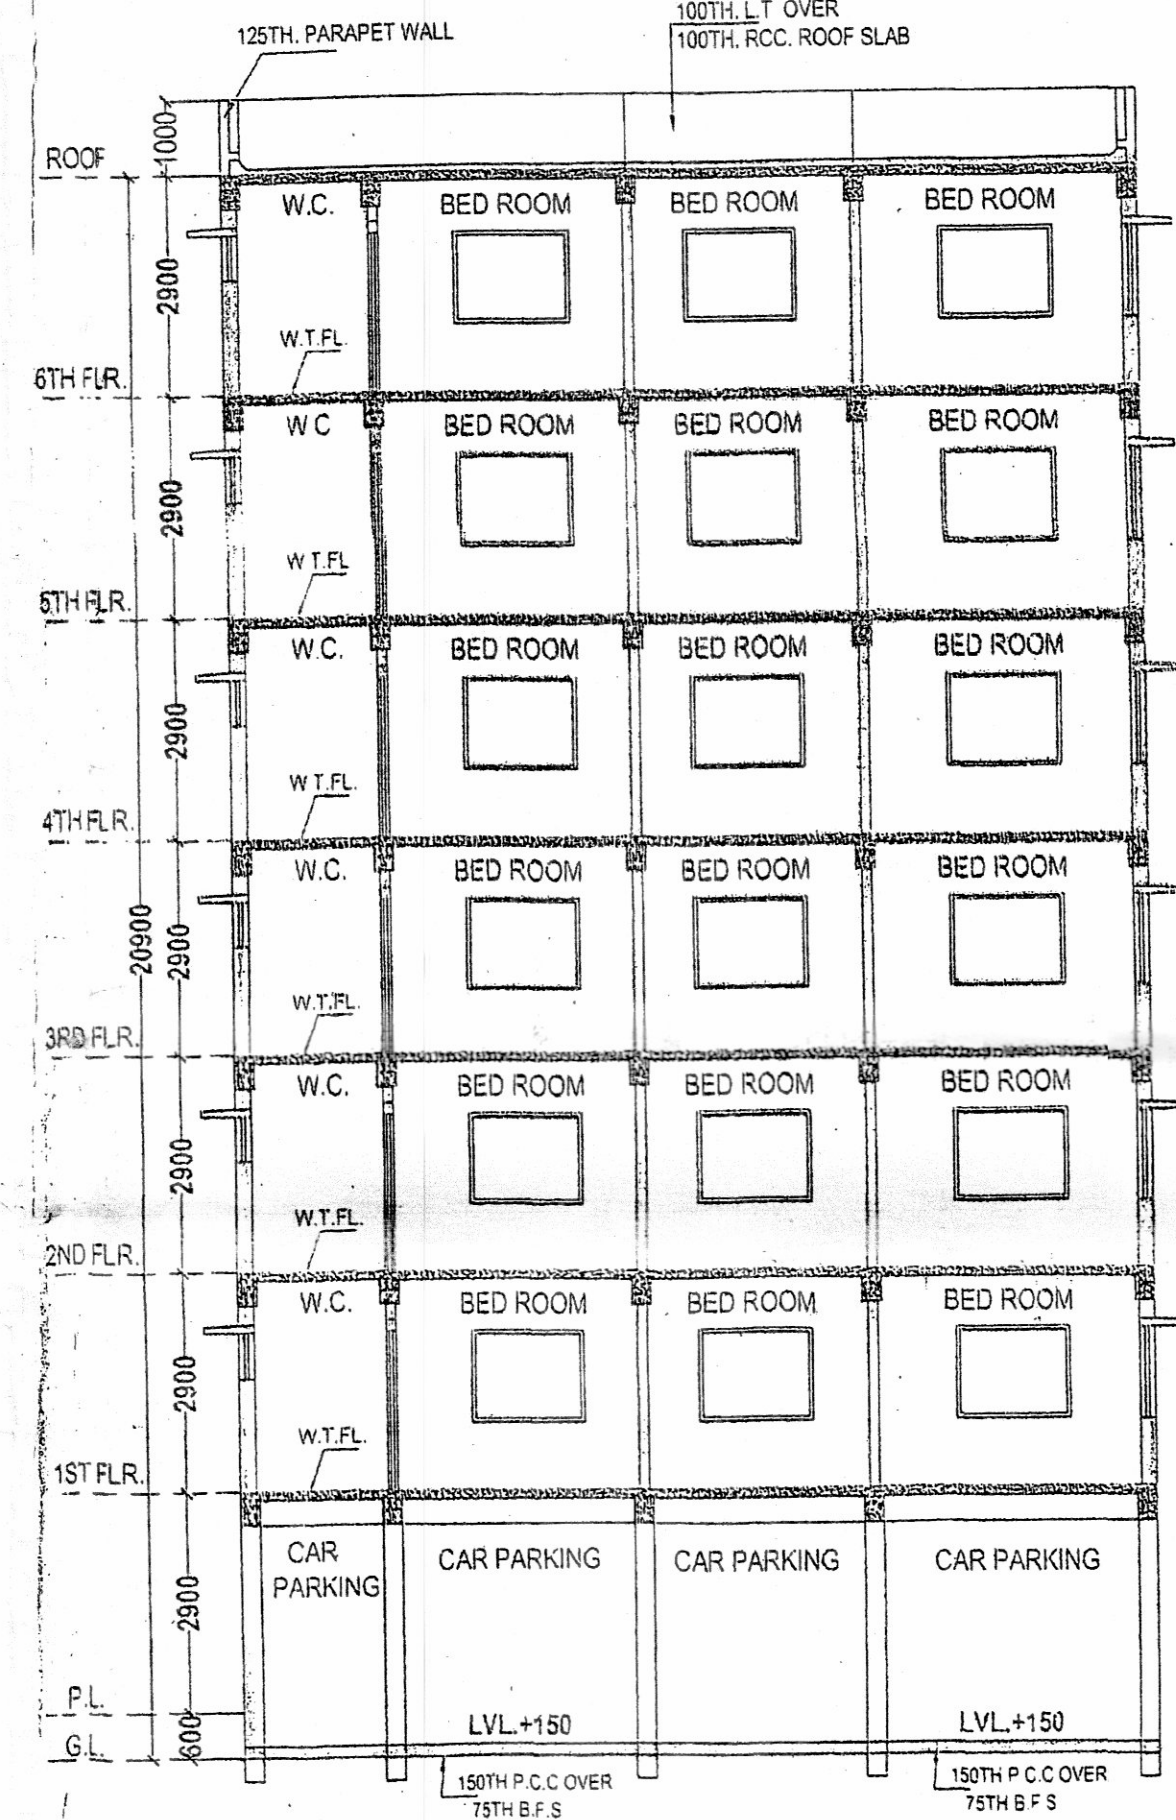 100TH. L.T OVER
100TH. RCC. ROOF SLAB
125TH. PARAPET WALL
1000
ROOF
W.C.
BED ROOM
BED ROOM
BED ROOM
2900
W.T.FL.
6TH FLR.
W C
BED ROOM
BED ROOM
BED ROOM
2900
W T.FL
5TH FLR.
W.C.
BED ROOM
BED ROOM
BED ROOM
2900
W T.FL.
4TH FLR.
W.C.
BED ROOM
BED ROOM
BED ROOM
20900
2900
W.T.FL.
3RD FLR.
W.C.
BED ROOM
BED ROOM
BED ROOM
2900
W.T.FL.
2ND FLR.
W.C.
BED ROOM
BED ROOM
BED ROOM
2900
W.T.FL.
1ST FLR.
CAR
PARKING
CAR PARKING
CAR PARKING
CAR PARKING
2900
P.L.
600
LVL.+150
LVL.+150
G.L.
150TH P.C.C OVER
75TH B.F.S
150TH P C.C OVER
75TH B.F S